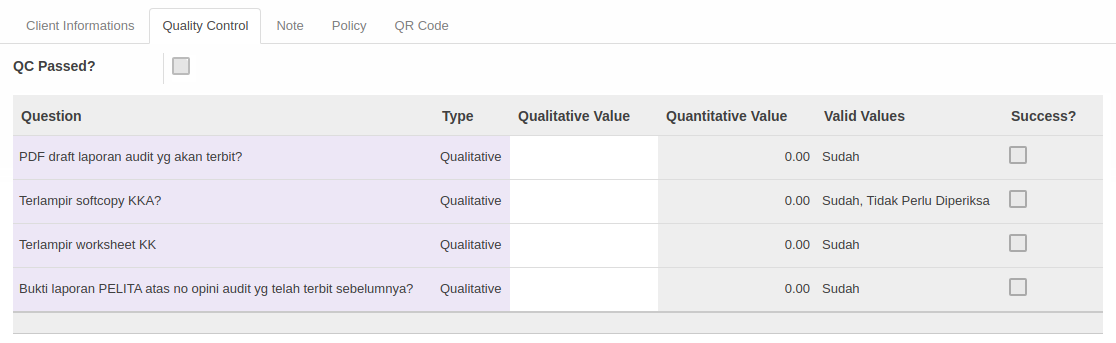 Client Informations Quality Control Note Policy QR Code
QC Passed?
Question Type Qualitative Value Quantitative Value Valid Values Success?
PDF draft laporan audit yg akan terbit? Qualitative 0.00 Sudah
Terlampir softcopy KKA? Qualitative 0.00 Sudah, Tidak Perlu Diperiksa
Terlampir worksheet KK Qualitative 0.00 Sudah
Bukti laporan PELITA atas no opini audit yg telah terbit sebelumnya? Qualitative 0.00 Sudah